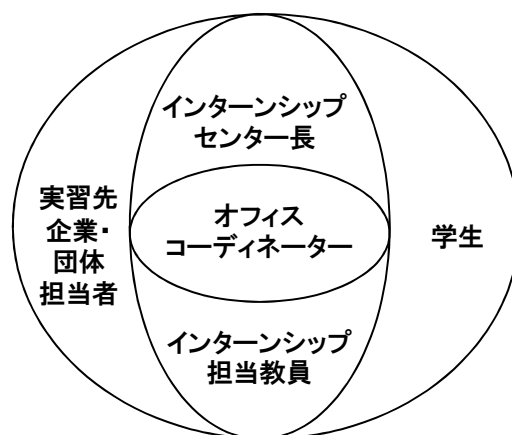 インターンシップ
センター長
実習先
企業・
団体
担当者
オフィス
コーディネーター
学生
インターンシップ
担当教員